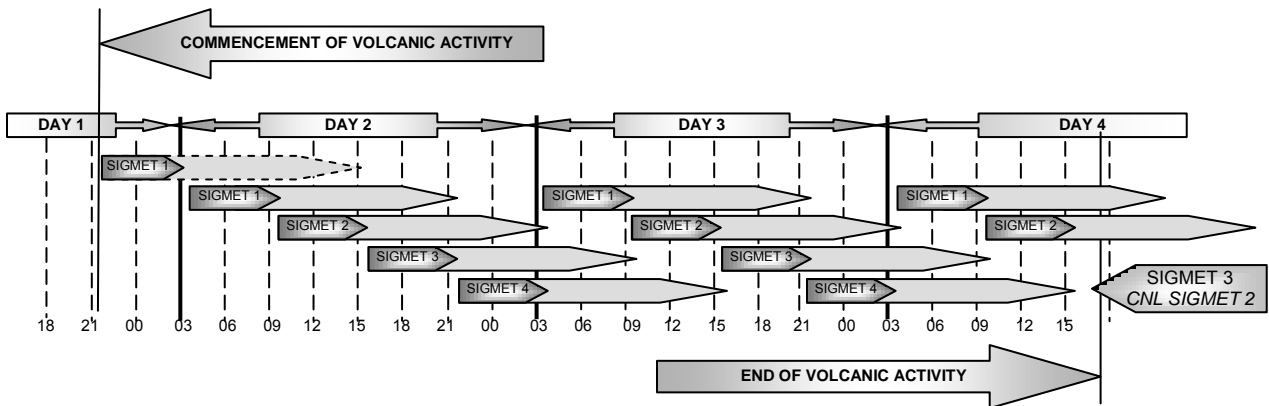 COMMENCEMENT OF VOLCANIC ACTIVITY
DAY 1 DAY 2 DAY 3 DAY 4
SIGMET 1
SIGMET 1 SIGMET 1 SIGMET 1
SIGMET 2 SIGMET 2 SIGMET 2
SIGMET 3 SIGMET 3
SIGMET 3
CNL SIGMET 2
SIGMET 4 SIGMET 4
18 21 00 03 06 09 12 15 18 21 00 03 06 09 12 15 18 21 00 03 06 09 12 15
END OF VOLCANIC ACTIVITY